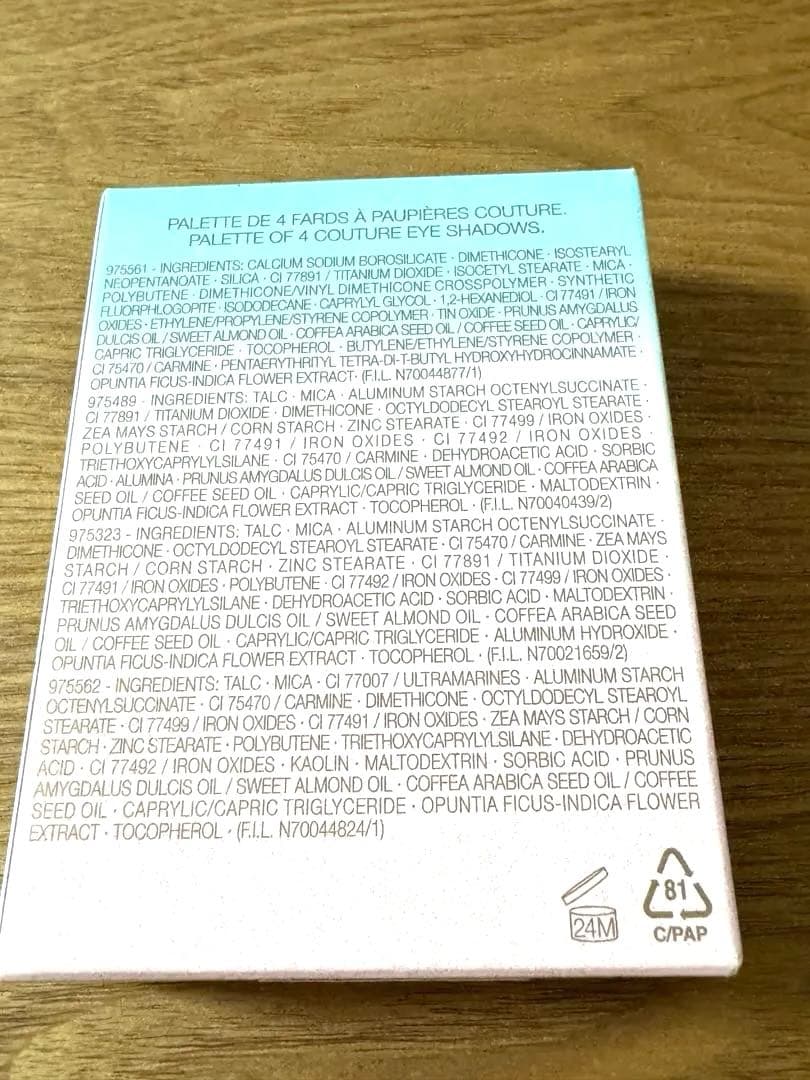 PALETTE DE 4 FARDS À PAUPIÈRES COUTURE.
PALETTE OF 4 COUTURE EYE SHADOWS.
975561 - INGREDIENTS: CALCIUM SODIUM BOROSILICATE · DIMETHICONE · ISOSTEARYL
NEOPENTANOATE · SILICA · CI 77891 / TITANIUM DIOXIDE · ISOCETYL STEARATE · MICA ·
POLYBUTENE · DIMETHICONE/VINYL DIMETHICONE CROSSPOLYMER · SYNTHETIC
FLUORPHLOGOPITE · ISODODECANE · CAPRYLYL GLYCOL · 1,2-HEXANEDIOL · CI 77491 / IRON
OXIDES · ETHYLENE/PROPYLENE/STYRENE COPOLYMER · TIN OXIDE · PRUNUS AMYGDALUS
DULCIS OIL / SWEET ALMOND OIL · COFFEA ARABICA SEED OIL / COFFEE SEED OIL · CAPRYLIC/
CAPRIC TRIGLYCERIDE · TOCOPHEROL · BUTYLENE/ETHYLENE/STYRENE COPOLYMER ·
CI 75470 / CARMINE · PENTAERYTHRITYL TETRA-DI-T-BUTYL HYDROXYHYDROCINNAMATE ·
OPUNTIA FICUS-INDICA FLOWER EXTRACT· (F.I.L. N70044877/1)
975489 - INGREDIENTS: TALC · MICA · ALUMINUM STARCH OCTENYLSUCCINATE ·
CI 77891 / TITANIUM DIOXIDE · DIMETHICONE · OCTYLDODECYL STEAROYL STEARATE ·
ZEA MAYS STARCH / CORN STARCH · ZINC STEARATE · CI 77499 / IRON OXIDES ·
POLYBUTENE · CI 77491 / IRON OXIDES · CI 77492 / IRON OXIDES ·
TRIETHOXYCAPRYLYLSILANE · CI 75470 / CARMINE · DEHYDROACETIC ACID · SORBIC
ACID · ALUMINA · PRUNUS AMYGDALUS DULCIS OIL / SWEET ALMOND OIL · COFFEA ARABICA
SEED OIL / COFFEE SEED OIL · CAPRYLIC/CAPRIC TRIGLYCERIDE · MALTODEXTRIN ·
OPUNTIA FICUS-INDICA FLOWER EXTRACT · TOCOPHEROL · (F.I.L. N70040439/2)
975323 - INGREDIENTS: TALC · MICA · ALUMINUM STARCH OCTENYLSUCCINATE ·
DIMETHICONE · OCTYLDODECYL STEAROYL STEARATE · CI 75470 / CARMINE · ZEA MAYS
STARCH / CORN STARCH · ZINC STEARATE · CI 77891 / TITANIUM DIOXIDE ·
CI 77491 / IRON OXIDES · POLYBUTENE · CI 77492 / IRON OXIDES · CI 77499 / IRON OXIDES ·
TRIETHOXYCAPRYLYLSILANE · DEHYDROACETIC ACID · SORBIC ACID · MALTODEXTRIN ·
PRUNUS AMYGDALUS DULCIS OIL / SWEET ALMOND OIL · COFFEA ARABICA SEED
OIL / COFFEE SEED OIL · CAPRYLIC/CAPRIC TRIGLYCERIDE · ALUMINUM HYDROXIDE ·
OPUNTIA FICUS-INDICA FLOWER EXTRACT · TOCOPHEROL · (F.I.L. N70021659/2)
975562 - INGREDIENTS: TALC · MICA · CI 77007 / ULTRAMARINES · ALUMINUM STARCH
OCTENYLSUCCINATE · CI 75470 / CARMINE · DIMETHICONE · OCTYLDODECYL STEAROYL
STEARATE · CI 77499 / IRON OXIDES · CI 77491 / IRON OXIDES · ZEA MAYS STARCH / CORN
STARCH · ZINC STEARATE · POLYBUTENE · TRIETHOXYCAPRYLYLSILANE · DEHYDROACETIC
ACID · CI 77492 / IRON OXIDES · KAOLIN · MALTODEXTRIN · SORBIC ACID · PRUNUS
AMYGDALUS DULCIS OIL / SWEET ALMOND OIL · COFFEA ARABICA SEED OIL / COFFEE
SEED OIL · CAPRYLIC/CAPRIC TRIGLYCERIDE · OPUNTIA FICUS-INDICA FLOWER
EXTRACT · TOCOPHEROL · (F.I.L. N70044824/1)
24M
81
C/PAP